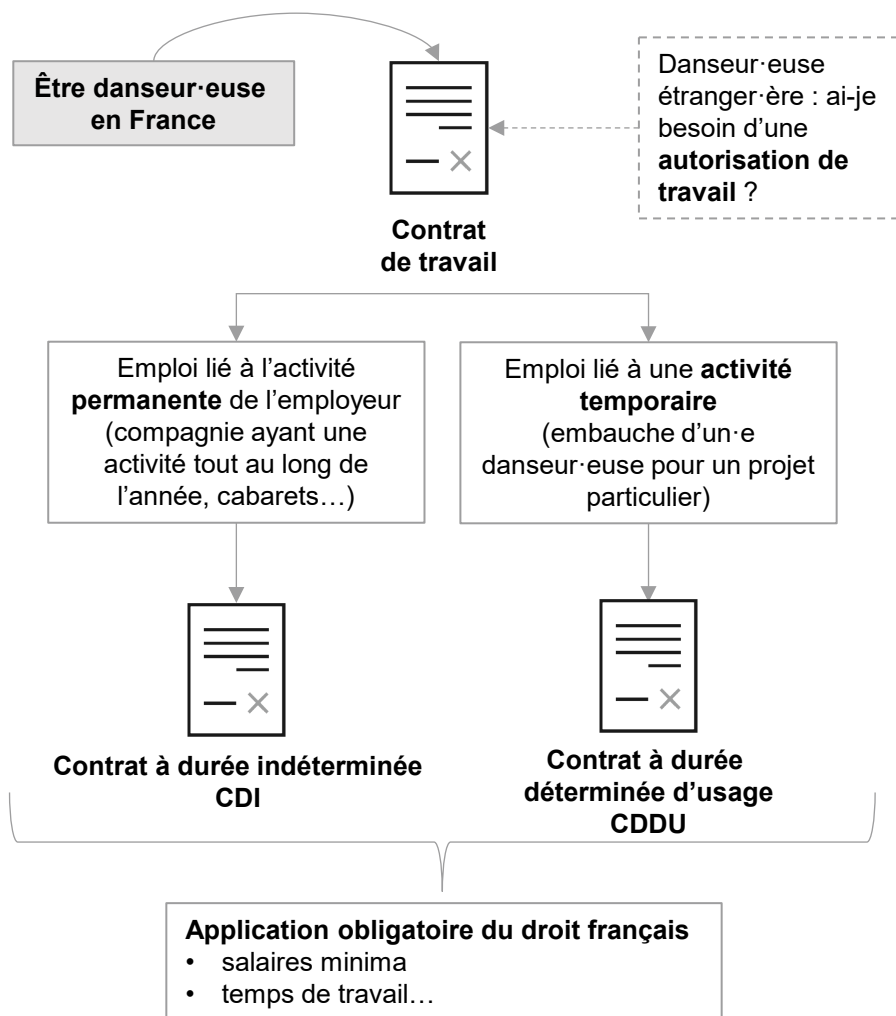 Être danseur·euse
en France
Danseur·euse
étranger·ère : ai-je
besoin d’une
autorisation de
travail ?
Contrat
de travail
Emploi lié à l’activité
permanente de l’employeur
(compagnie ayant une
activité tout au long de
l’année, cabarets…)
Emploi lié à une activité
temporaire
(embauche d’un·e
danseur·euse pour un projet
particulier)
Contrat à durée indéterminée
CDI
Contrat à durée
déterminée d’usage
CDDU
Application obligatoire du droit français
• salaires minima
• temps de travail…